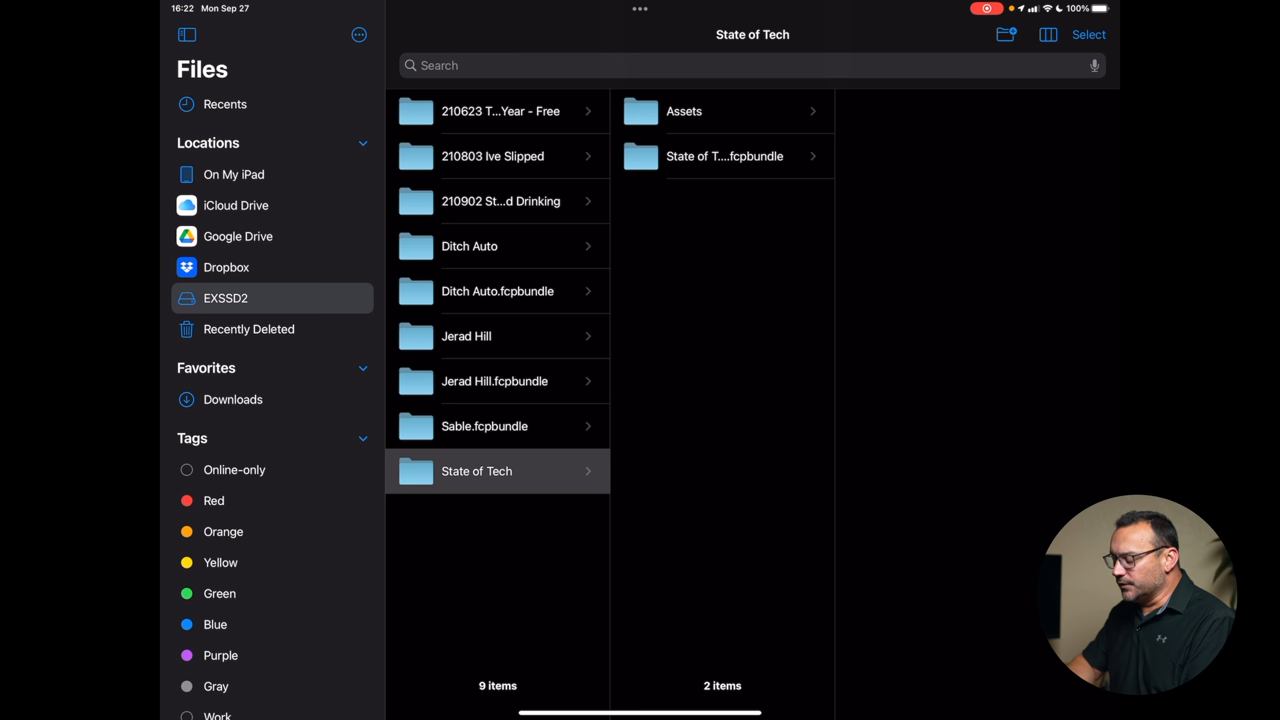 16:22 Mon Sep 27
100%
Files
Recents
Locations
On My iPad
iCloud Drive
Google Drive
Dropbox
EXSSD2
Recently Deleted
Favorites
Downloads
Tags
Online-only
Red
Orange
Yellow
Green
Blue
Purple
Gray
Work
State of Tech
Select
Search
210623 T...Year - Free
210803 Ive Slipped
210902 St...d Drinking
Ditch Auto
Ditch Auto.fcpbundle
Jerad Hill
Jerad Hill.fcpbundle
Sable.fcpbundle
State of Tech
9 items
Assets
State of T....fcpbundle
2 items